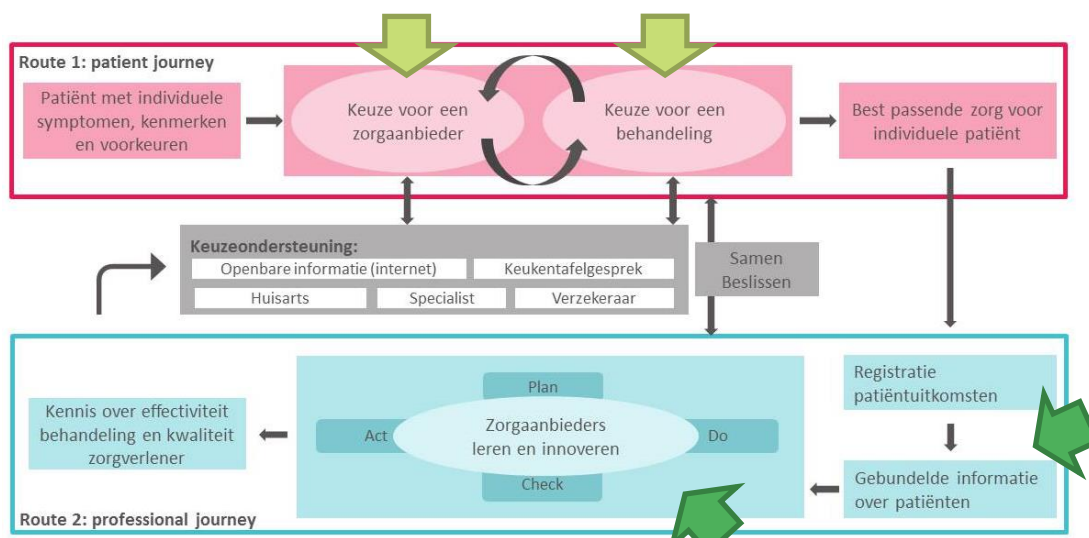 Route 1: patient journey
Patiënt met individuele
symptomen, kenmerken
en voorkeuren
Keuze voor een
zorgaanbieder
Keuze voor een
behandeling
Best passende zorg voor
individuele patiënt
Keuzeondersteuning:
Openbare informatie (internet)
Keukentafelgesprek
Huisarts
Specialist
Verzekeraar
Samen
Beslissen
Kennis over effectiviteit
behandeling en kwaliteit
zorgverlener
Plan
Act
Zorgaanbieders
leren en innoveren
Do
Check
Registratie
patiëntuitkomsten
Gebundelde informatie
over patiënten
Route 2: professional journey